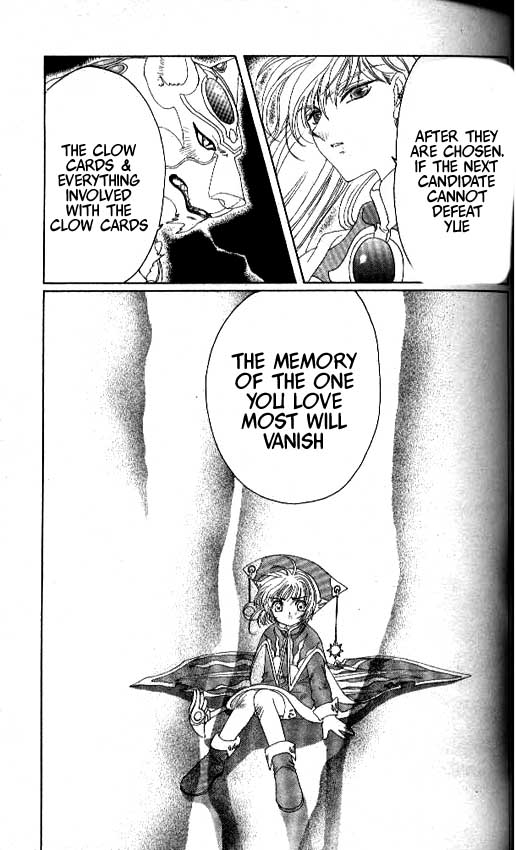 AFTER THEY
ARE CHOSEN.
IF THE NEXT
CANDIDATE
CANNOT
DEFEAT
YUE
THE CLOW
CARDS &
EVERYTHING
INVOLVED
WITH THE
CLOW CARDS
THE MEMORY
OF THE ONE
YOU LOVE
MOST WILL
VANISH